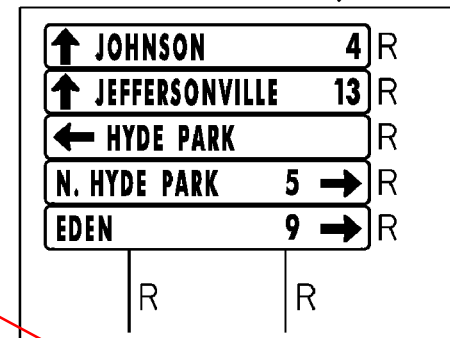 ↑ JOHNSON 4 R
↑ JEFFERSONVILLE 13 R
← HYDE PARK R
N. HYDE PARK 5 → R
EDEN 9 → R
R R